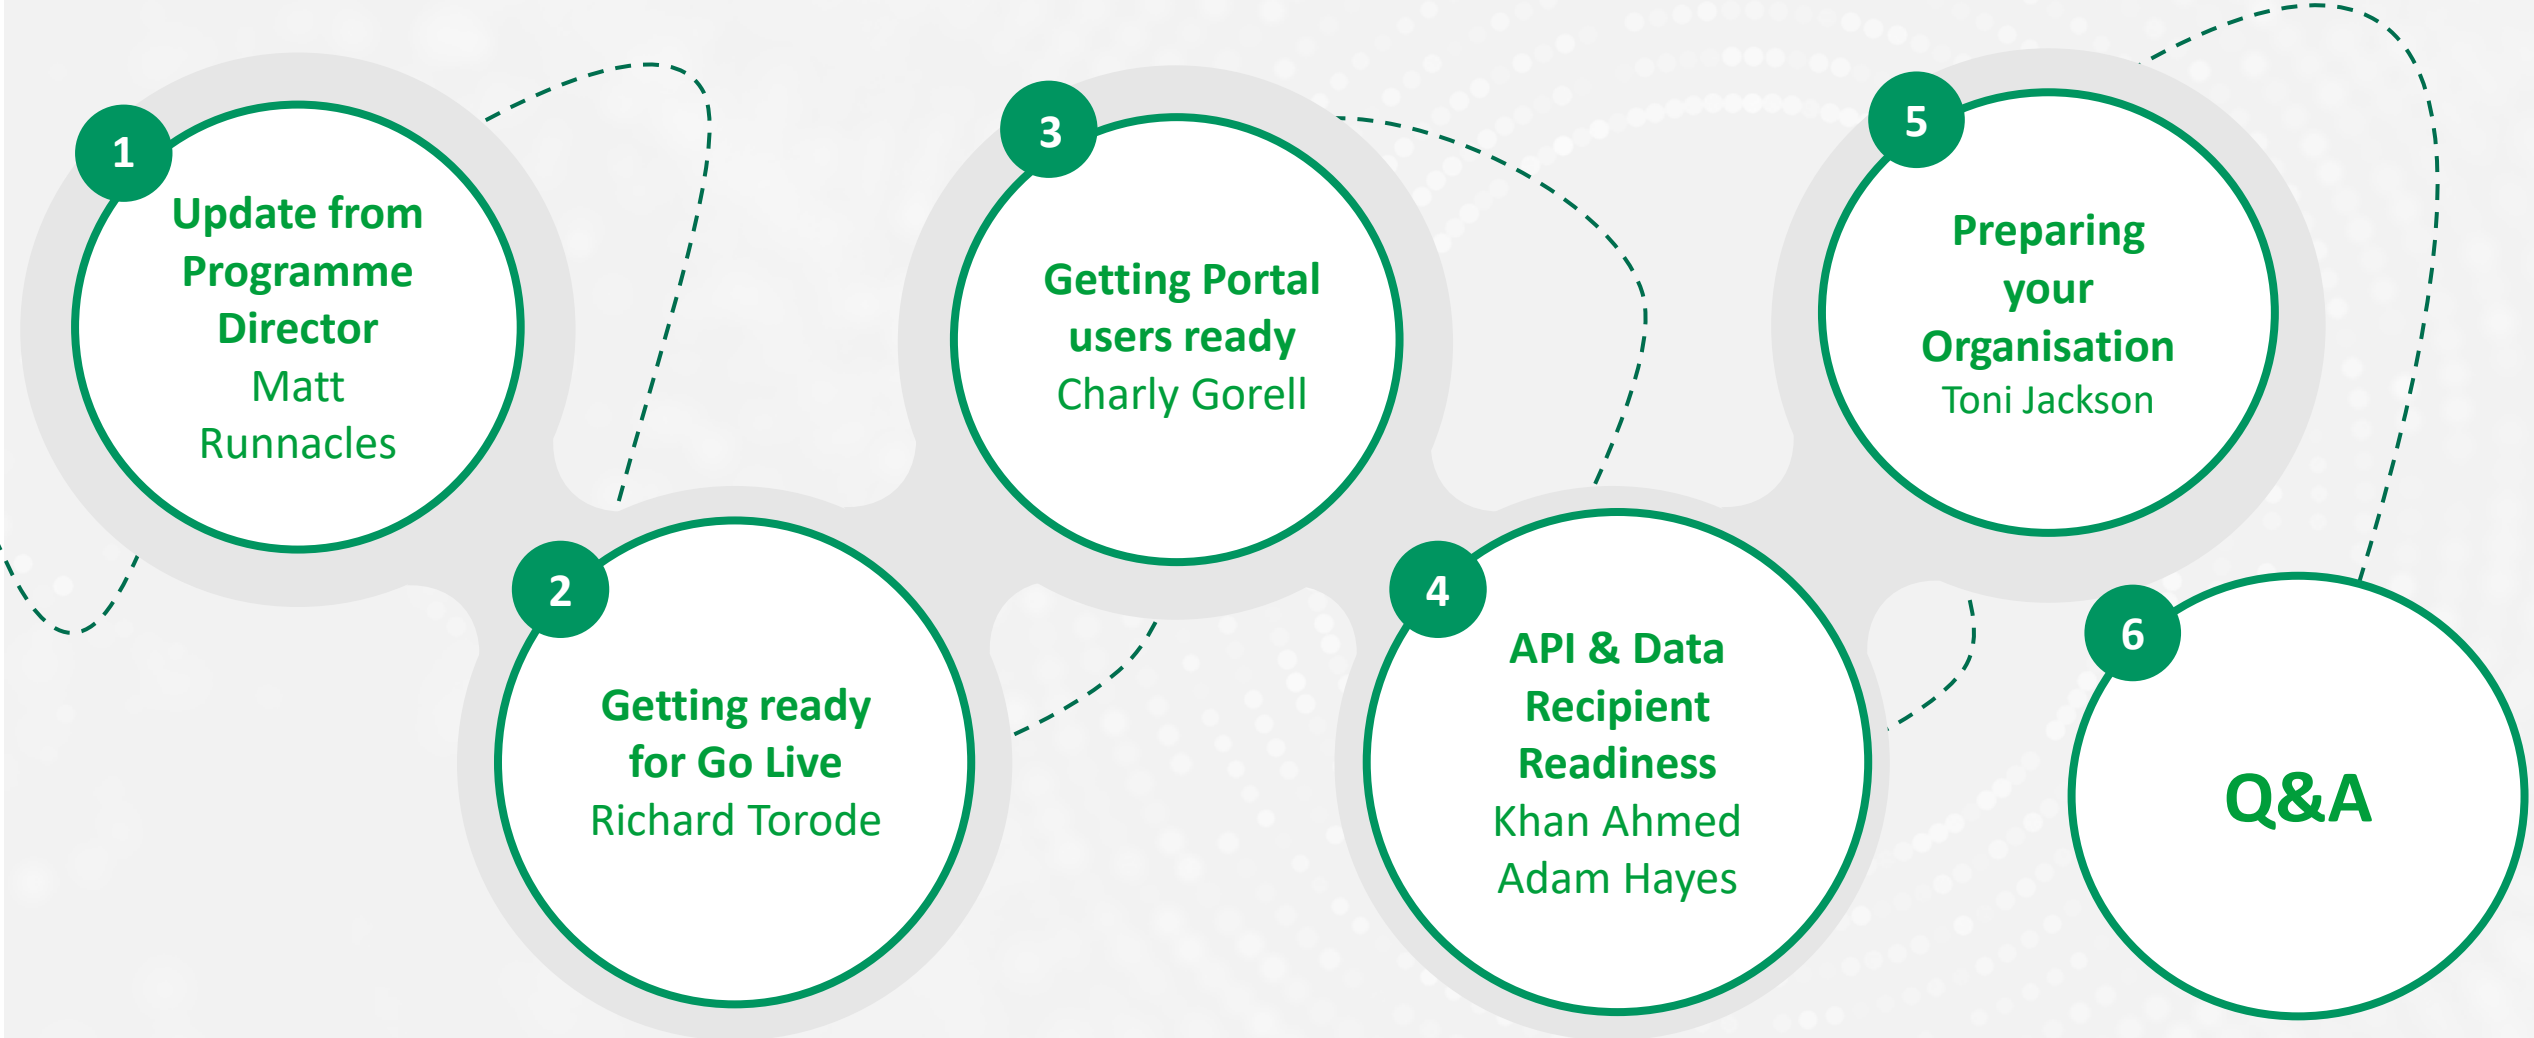 1
Update from
Programme
Director
Matt
Runnacles
2
Getting ready
for Go Live
Richard Torode
3
Getting Portal
users ready
Charly Gorell
4
API & Data
Recipient
Readiness
Khan Ahmed
Adam Hayes
5
Preparing
your
Organisation
Toni Jackson
6
Q&A